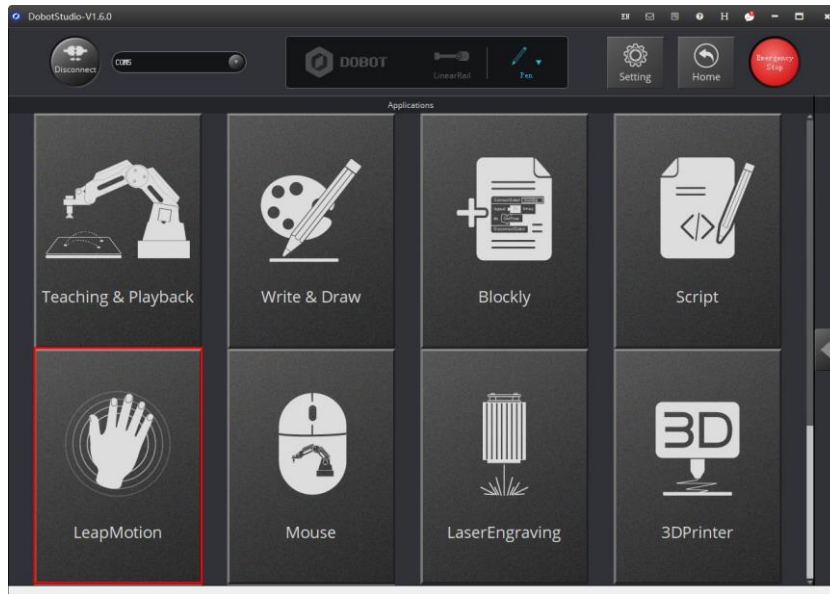 DobotStudio-V1.6.0
EN
H
Disconnect
COM5
DOBOT
LinearRail
Pen
Setting
Home
Emergency
Stop
Applications
Teaching & Playback
Write & Draw
Blockly
Script
</>
LeapMotion
Mouse
LaserEngraving
3D
3DPrinter